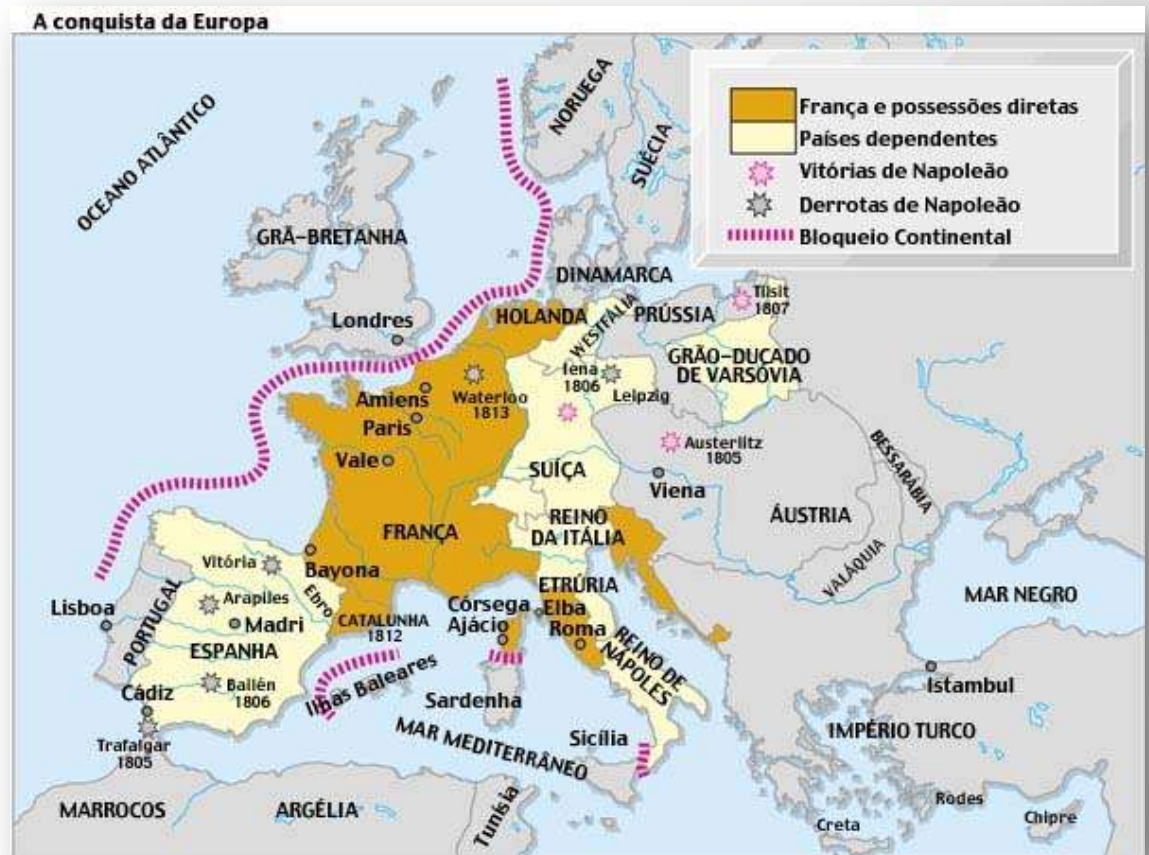 A conquista da Europa
OCEANO ATLÂNTICO
NORUEGA
SUÉCIA
França e possessões diretas
Países dependentes
Vitórias de Napoleão
Derrotas de Napoleão
Bloqueio Continental
GRÃ-BRETANHA
DINAMARCA
Londres
HOLANDA
WESTFÁLIA
PRÚSSIA
Tilsit
1807
GRÃO-DUCADO
DE VARSÓVIA
Iena
1806
Leipzig
Amiens
Waterloo
1813
Paris
Vale
Austerlitz
1805
Viena
SUÍÇA
FRANÇA
REINO
DA ITÁLIA
ÁUSTRIA
BESSARÁBIA
VALÁQUIA
MAR NEGRO
Vitória
Bayona
Ebro
ETRÚRIA
Lisboa
PORTUGAL
Arapiles
Madri
CATALUNHA
1812
Córsega
Ajácio
Elba
Roma
REINO DE
NÁPOLES
ESPANHA
Cádiz
Bailén
1806
Ilhas Baleares
Sardenha
Istambul
Trafalgar
1805
MAR MEDITERRÂNEO
Sicília
IMPÉRIO TURCO
MARROCOS
ARGÉLIA
Tunísia
Rodes
Creta
Chipre